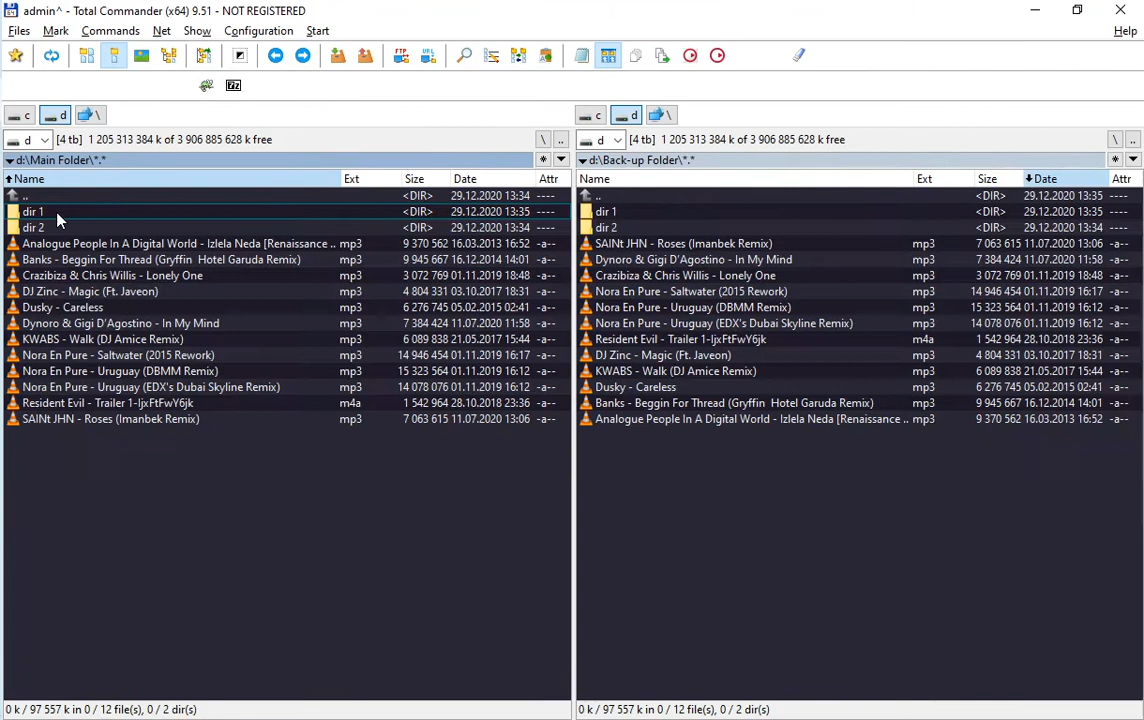 admin^ - Total Commander (x64) 9.51 - NOT REGISTERED
Files Mark Commands Net Show Configuration Start Help
FTP URL
7z
c d \ c d \
d [4 tb] 1 205 313 384 k of 3 906 885 628 k free \ .. d [4 tb] 1 205 313 384 k of 3 906 885 628 k free \ ..
d:\Main Folder\*.* * d:\Back-up Folder\*.* *
Name Ext Size Date Attr Name Ext Size Date Attr
.. <DIR> 29.12.2020 13:34 ---- .. <DIR> 29.12.2020 13:35 ----
dir 1 <DIR> 29.12.2020 13:35 ---- dir 1 <DIR> 29.12.2020 13:35 ----
dir 2 <DIR> 29.12.2020 13:34 ---- dir 2 <DIR> 29.12.2020 13:35 ----
Analogue People In A Digital World - Izlela Neda [Renaissance .. mp3 9 370 562 16.03.2013 16:52 -a-- SAINt JHN - Roses (Imanbek Remix) mp3 7 063 615 11.07.2020 13:06 -a--
Banks - Beggin For Thread (Gryffin Hotel Garuda Remix) mp3 9 945 667 16.12.2014 14:01 -a-- Dynoro & Gigi D'Agostino - In My Mind mp3 7 384 424 11.07.2020 11:58 -a--
Crazibiza & Chris Willis - Lonely One mp3 3 072 769 01.11.2019 18:48 -a-- Crazibiza & Chris Willis - Lonely One mp3 3 072 769 01.11.2019 18:48 -a--
DJ Zinc - Magic (Ft. Javeon) mp3 4 804 331 03.10.2017 18:31 -a-- Nora En Pure - Saltwater (2015 Rework) mp3 14 946 454 01.11.2019 16:17 -a--
Dusky - Careless mp3 6 276 745 05.02.2015 02:41 -a-- Nora En Pure - Uruguay (DBMM Remix) mp3 15 323 564 01.11.2019 16:12 -a--
Dynoro & Gigi D'Agostino - In My Mind mp3 7 384 424 11.07.2020 11:58 -a-- Nora En Pure - Uruguay (EDX's Dubai Skyline Remix) mp3 14 078 076 01.11.2019 16:12 -a--
KWABS - Walk (DJ Amice Remix) mp3 6 089 838 21.05.2017 15:44 -a-- Resident Evil - Trailer 1-ljxFtFwY6jk m4a 1 542 964 28.10.2018 23:36 -a--
Nora En Pure - Saltwater (2015 Rework) mp3 14 946 454 01.11.2019 16:17 -a-- DJ Zinc - Magic (Ft. Javeon) mp3 4 804 331 03.10.2017 18:31 -a--
Nora En Pure - Uruguay (DBMM Remix) mp3 15 323 564 01.11.2019 16:12 -a-- KWABS - Walk (DJ Amice Remix) mp3 6 089 838 21.05.2017 15:44 -a--
Nora En Pure - Uruguay (EDX's Dubai Skyline Remix) mp3 14 078 076 01.11.2019 16:12 -a-- Dusky - Careless mp3 6 276 745 05.02.2015 02:41 -a--
Resident Evil - Trailer 1-ljxFtFwY6jk m4a 1 542 964 28.10.2018 23:36 -a-- Banks - Beggin For Thread (Gryffin Hotel Garuda Remix) mp3 9 945 667 16.12.2014 14:01 -a--
SAINt JHN - Roses (Imanbek Remix) mp3 7 063 615 11.07.2020 13:06 -a-- Analogue People In A Digital World - Izlela Neda [Renaissance .. mp3 9 370 562 16.03.2013 16:52 -a--
0 k / 97 557 k in 0 / 12 file(s), 0 / 2 dir(s) 0 k / 97 557 k in 0 / 12 file(s), 0 / 2 dir(s)